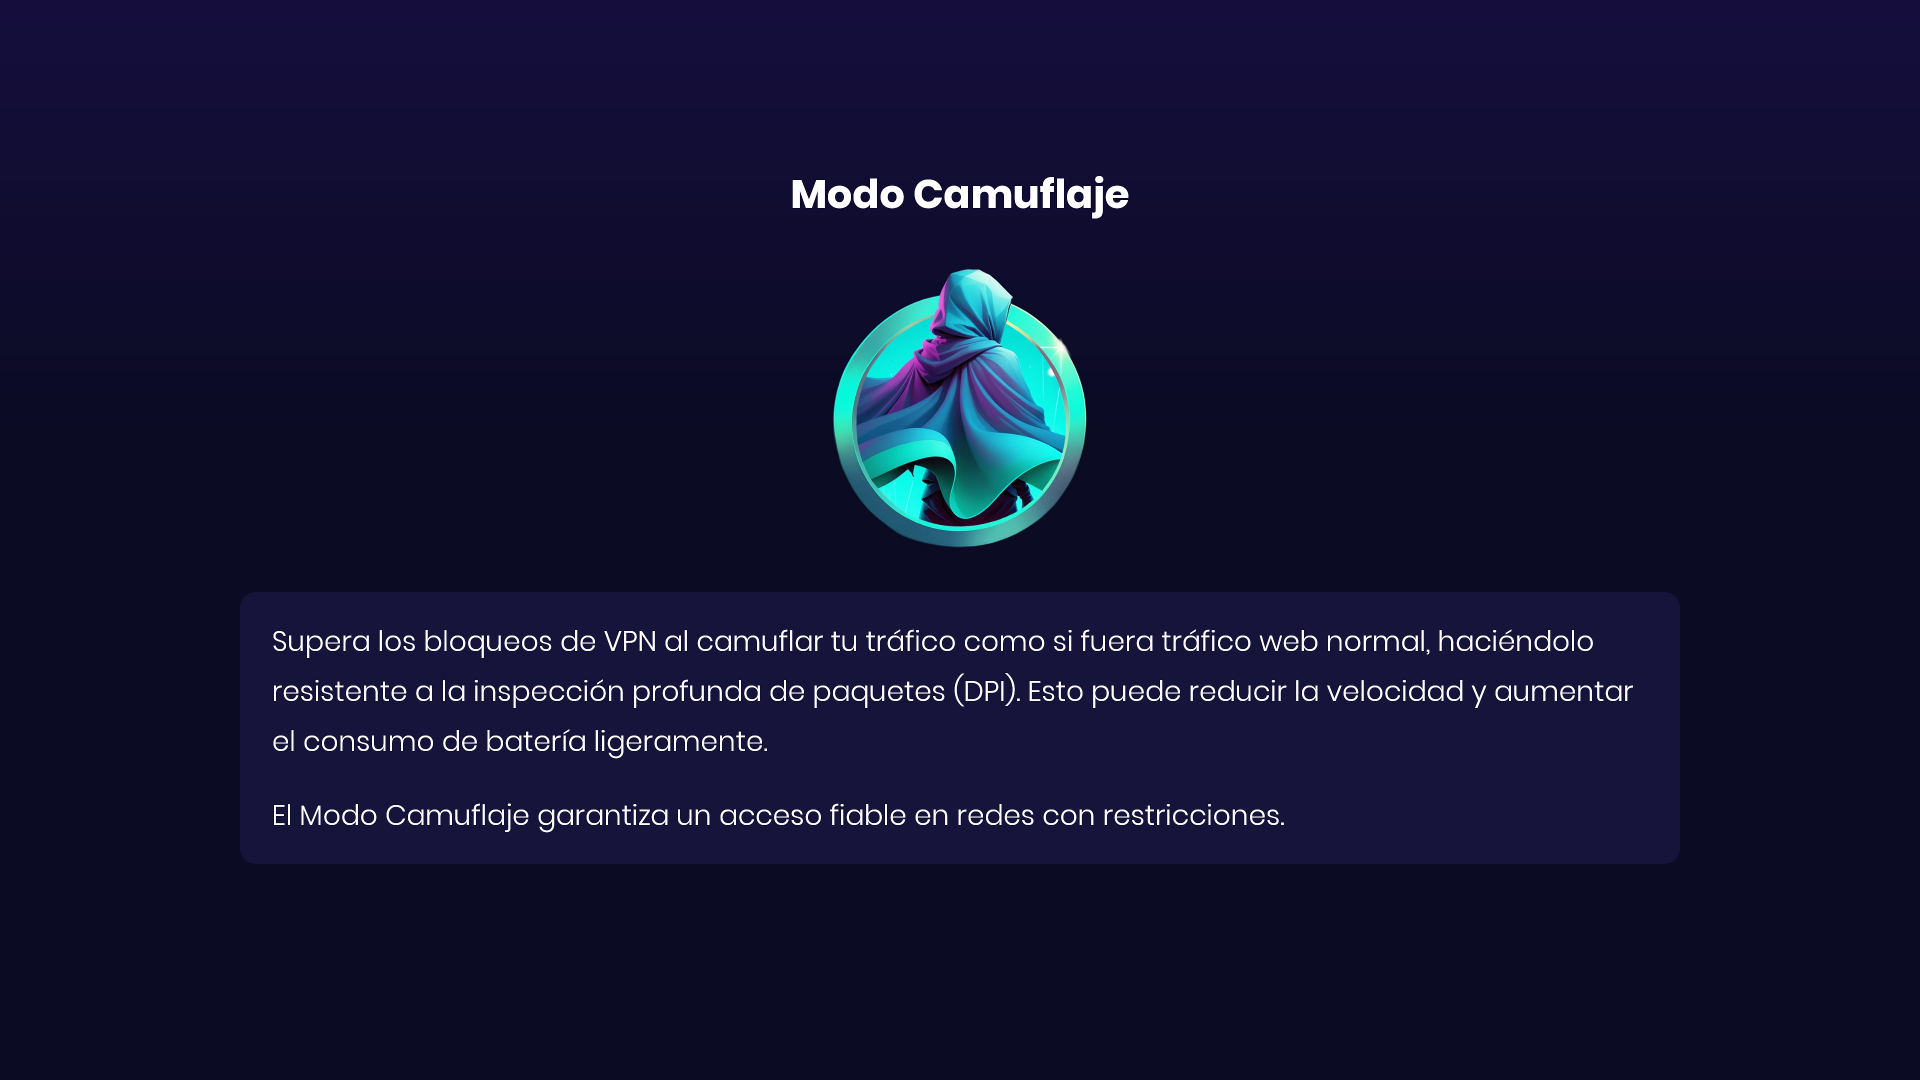 Modo Camuflaje
Supera los bloqueos de VPN al camuflar tu tráfico como si fuera tráfico web normal, haciéndolo
resistente a la inspección profunda de paquetes (DPI). Esto puede reducir la velocidad y aumentar
el consumo de batería ligeramente.
El Modo Camuflaje garantiza un acceso fiable en redes con restricciones.